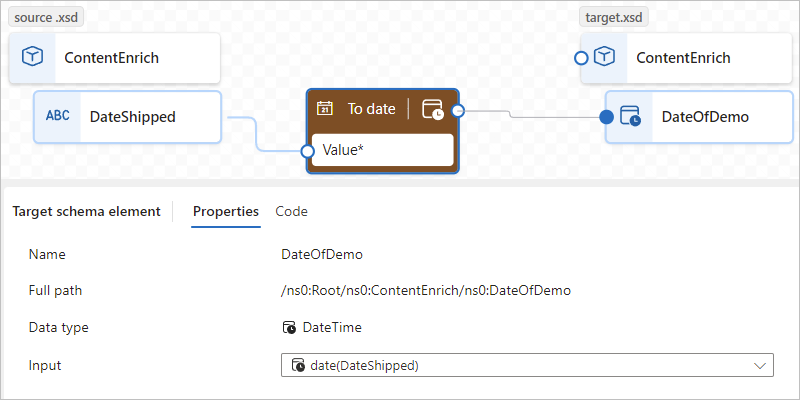 source .xsd
target.xsd
ContentEnrich
ContentEnrich
ABC DateShipped
21 To date
DateOfDemo
Value*
Target schema element
Properties
Code
Name
DateOfDemo
Full path
/ns0:Root/ns0:ContentEnrich/ns0:DateOfDemo
Data type
DateTime
Input
date(DateShipped)